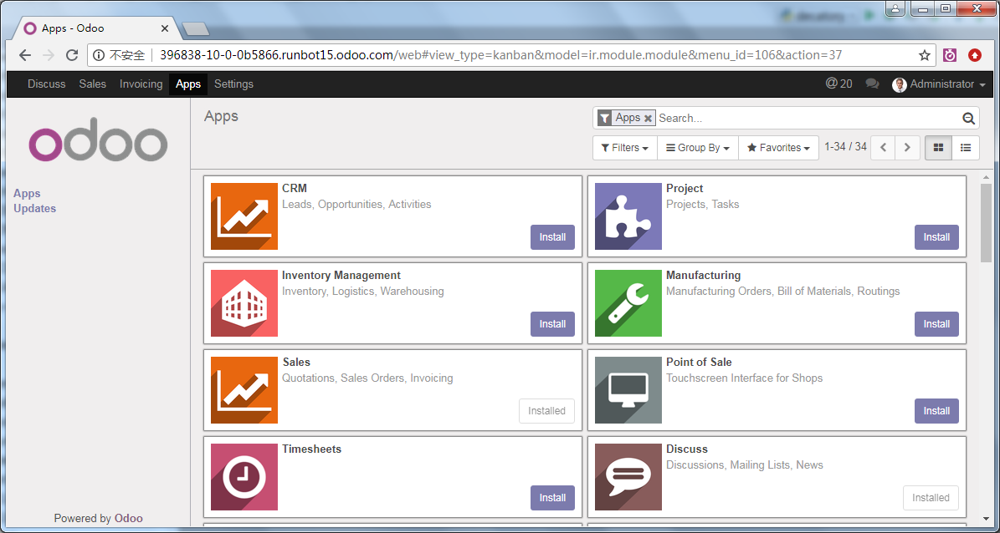 Apps - Odoo
不安全 396838-10-0-0b5866.runbot15.odoo.com/web#view_type=kanban&model=ir.module.module&menu_id=106&action=37
Discuss Sales Invoicing Apps Settings @20 Administrator
odoo
Apps
Updates
Powered by Odoo
Apps
Apps Search...
Filters Group By Favorites 1-34 / 34
CRM
Leads, Opportunities, Activities
Install
Project
Projects, Tasks
Install
Inventory Management
Inventory, Logistics, Warehousing
Install
Manufacturing
Manufacturing Orders, Bill of Materials, Routings
Install
Sales
Quotations, Sales Orders, Invoicing
Installed
Point of Sale
Touchscreen Interface for Shops
Install
Timesheets
Install
Discuss
Discussions, Mailing Lists, News
Installed